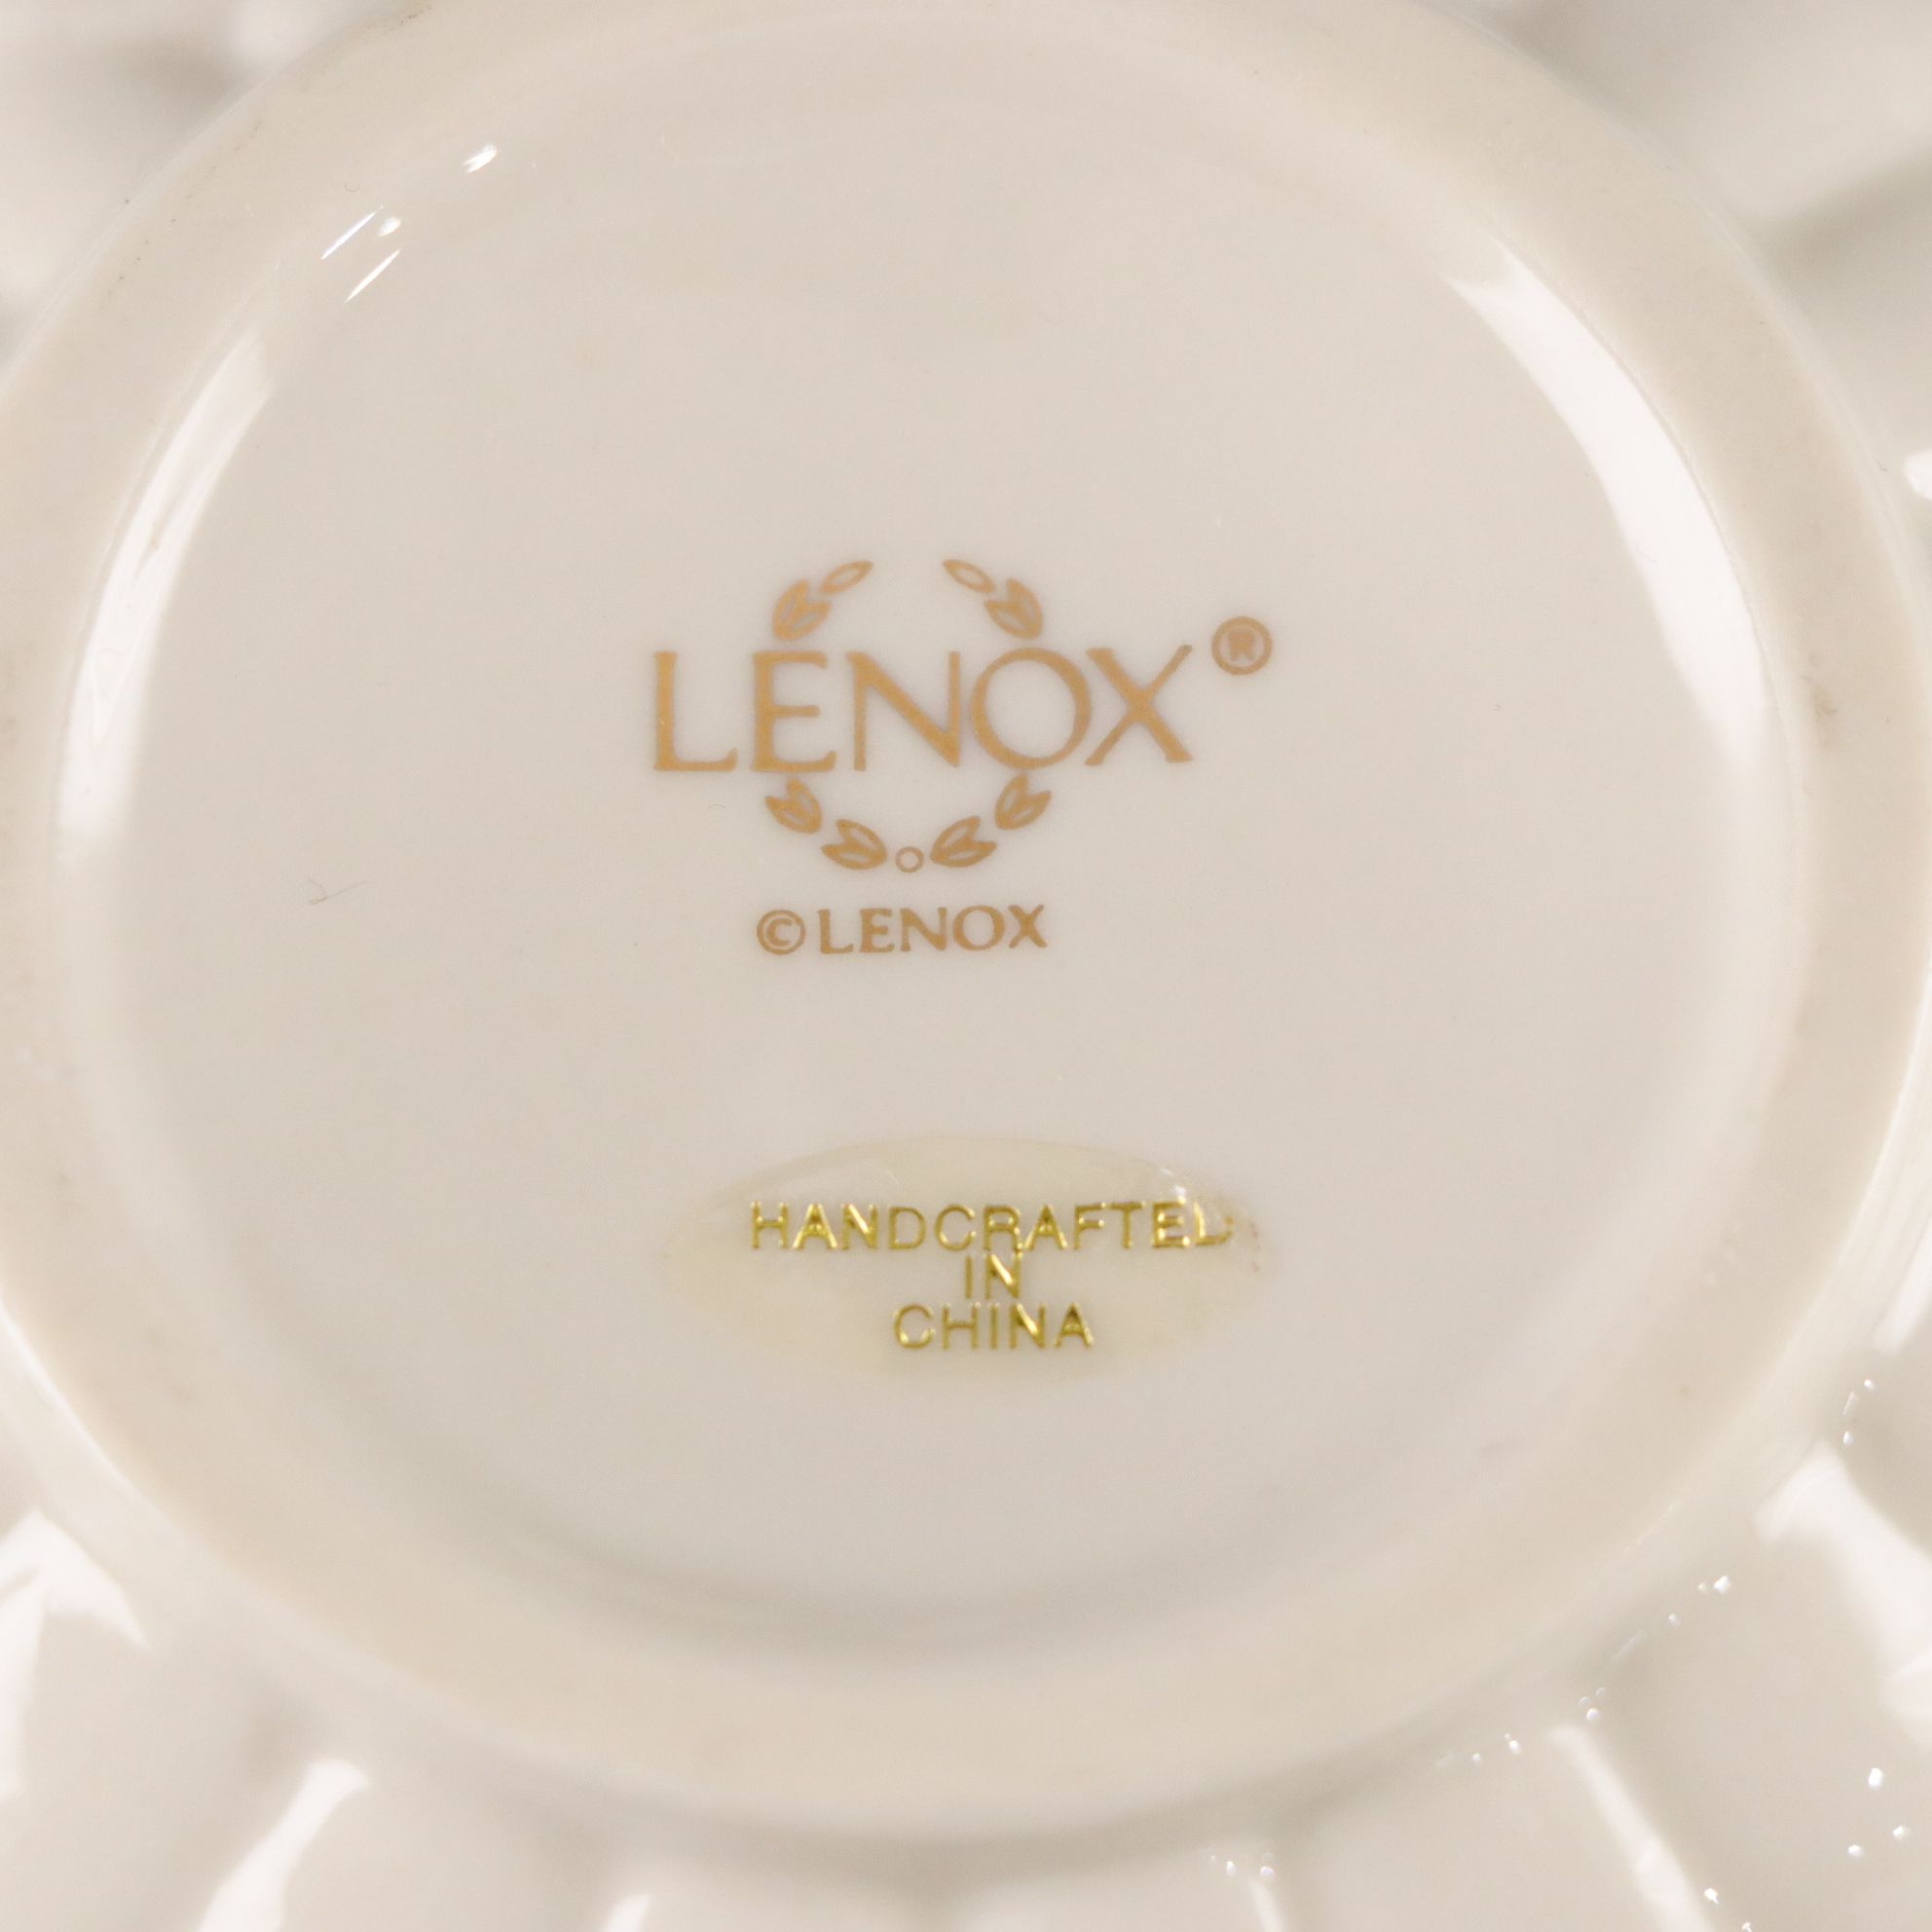 LENOX®
©LENOX
HANDCRAFTED
IN
CHINA